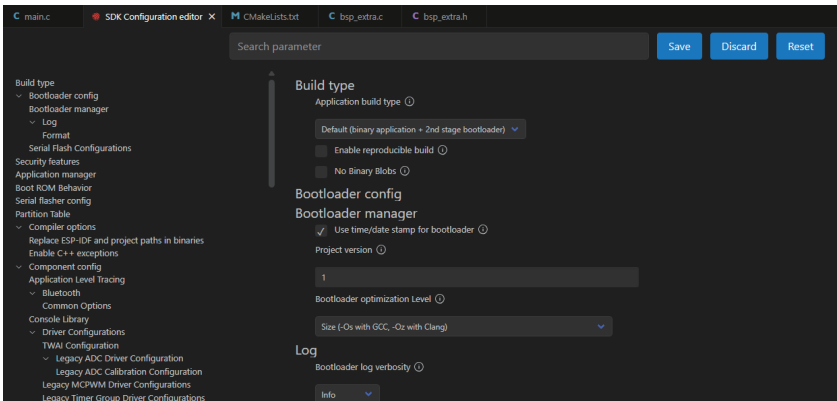 main.c
SDK Configuration editor
CMakeLists.txt
bsp_extra.c
bsp_extra.h
Search parameter
Save
Discard
Reset
Build type
Bootloader config
Bootloader manager
Log
Format
Serial Flash Configurations
Security features
Application manager
Boot ROM Behavior
Serial flasher config
Partition Table
Compiler options
Replace ESP-IDF and project paths in binaries
Enable C++ exceptions
Component config
Application Level Tracing
Bluetooth
Common Options
Console Library
Driver Configurations
TWAI Configuration
Legacy ADC Driver Configuration
Legacy ADC Calibration Configuration
Legacy MCPWM Driver Configurations
Legacy Timer Group Driver Configurations
Build type
Application build type
Default (binary application + 2nd stage bootloader)
Enable reproducible build
No Binary Blobs
Bootloader config
Bootloader manager
Use time/date stamp for bootloader
Project version
1
Bootloader optimization Level
Size (-Os with GCC, -Oz with Clang)
Log
Bootloader log verbosity
Info